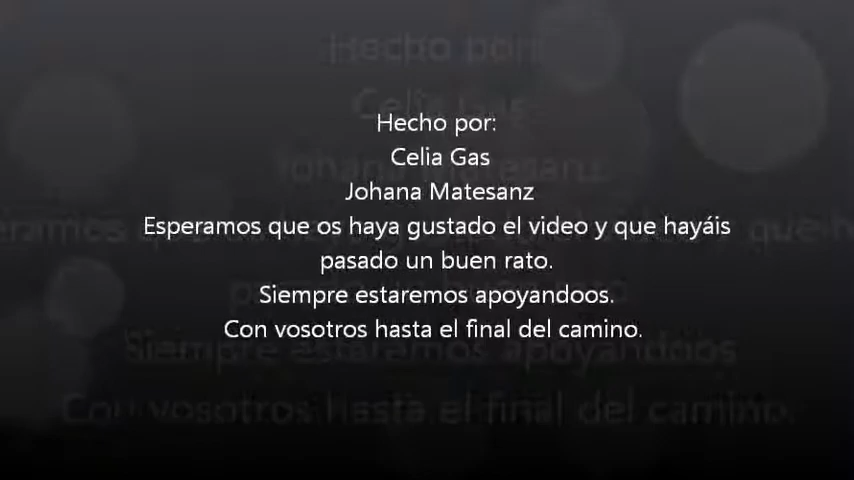 Hecho por:
Celia Gas
Johana Matesanz
Esperamos que os haya gustado el video y que hayáis
pasado un buen rato.
Siempre estaremos apoyandoos.
Con vosotros hasta el final del camino.